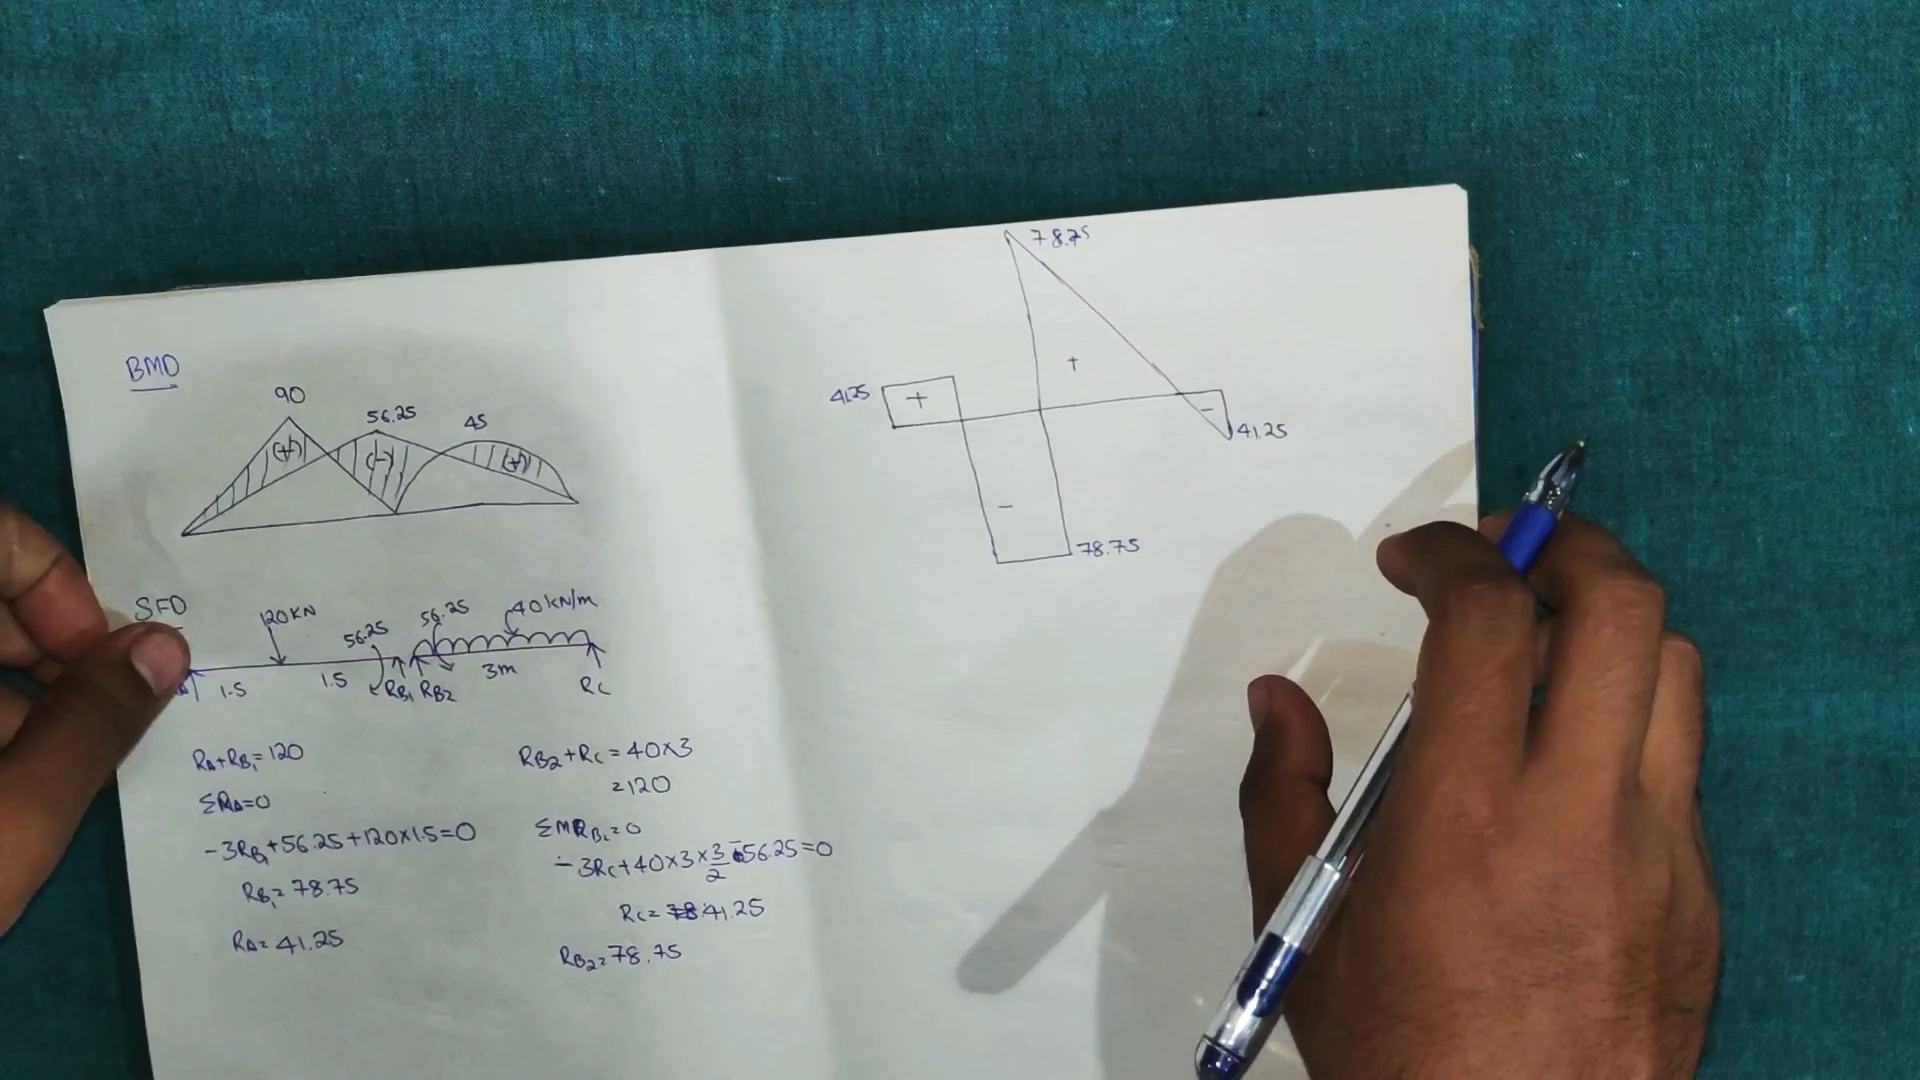 BMD
90
56.25
45
(+)
(-)
(+)
SFD
120KN
56.25
56.25
40KN/m
1.5
1.5
RB1
RB2
3m
RC
RA+RB1=120
ΣRA=0
-3RB1+56.25+120×1.5=0
RB1=78.75
RA=41.25
RB2+RC=40×3
=120
=0
-3RC+40×3×3/2-56.25=0
RC= 41.25
RB2=78.75
78.75
+
41.25
+
-
41.25
-
78.75